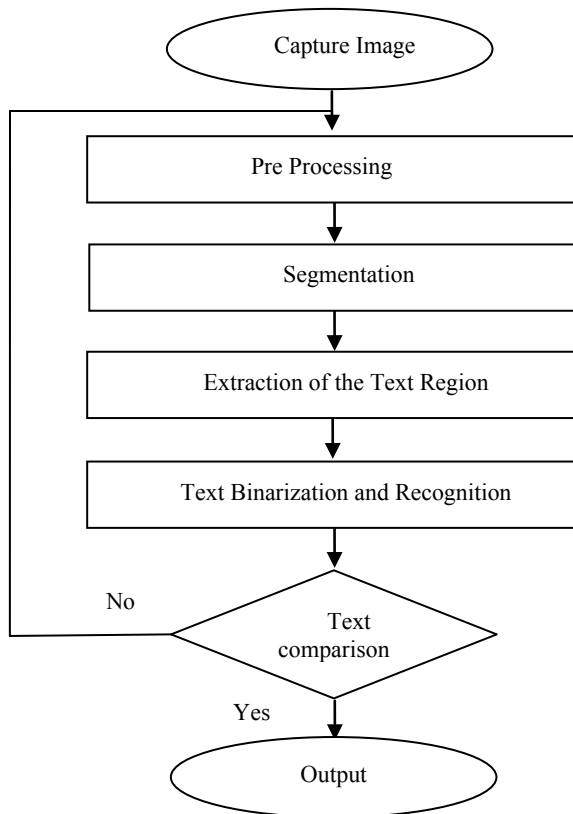 Capture Image
Pre Processing
Segmentation
Extraction of the Text Region
Text Binarization and Recognition
No
Text
comparison
Yes
Output